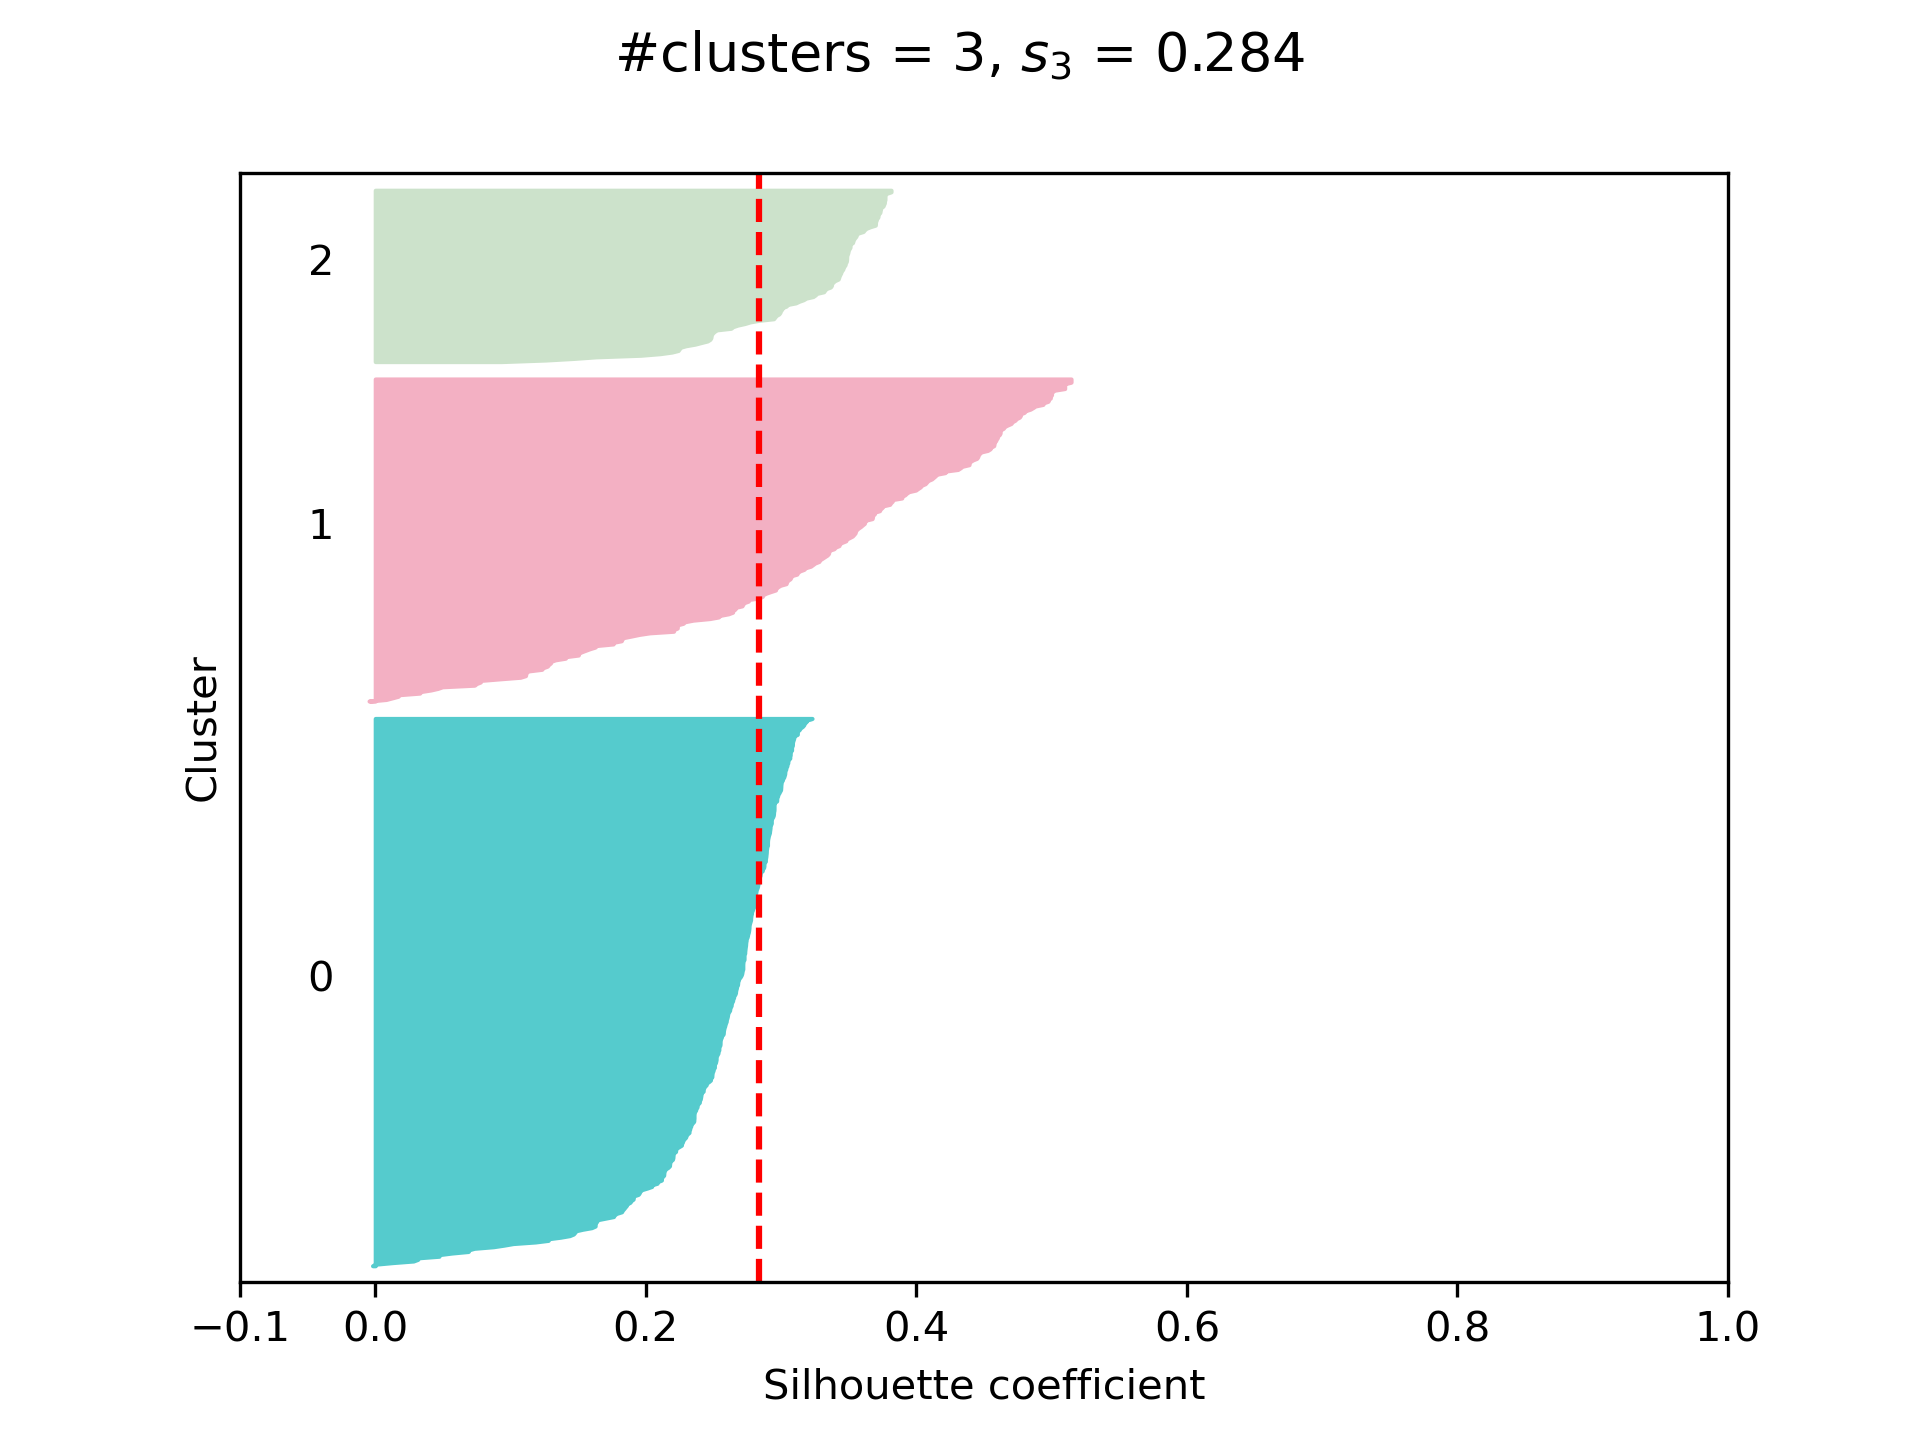 #clusters = 3, s₃ = 0.284
2
1
0
Cluster
−0.1 0.0 0.2 0.4 0.6 0.8 1.0
Silhouette coefficient